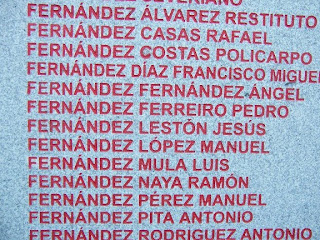 SEVERIANO
FERNÁNDEZ ÁLVAREZ RESTITUTO
FERNÁNDEZ CASAS RAFAEL
FERNÁNDEZ COSTAS POLICARPO
FERNÁNDEZ DÍAZ FRANCISCO MIGUEL
FERNÁNDEZ FERNÁNDEZ ÁNGEL
FERNÁNDEZ FERREIRO PEDRO
FERNÁNDEZ LESTÓN JESÚS
FERNÁNDEZ LÓPEZ MANUEL
FERNÁNDEZ MULA LUIS
FERNÁNDEZ NAYA RAMÓN
FERNÁNDEZ PÉREZ MANUEL
FERNÁNDEZ PITA ANTONIO
FERNÁNDEZ RODRIGUEZ ANTONIO